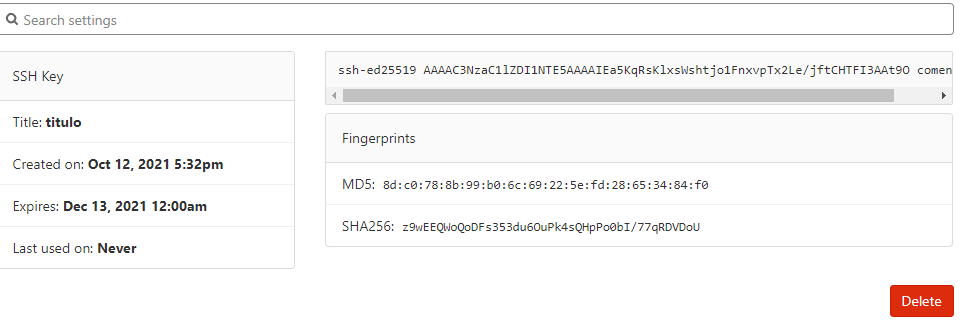 Search settings
SSH Key
Title: titulo
Created on: Oct 12, 2021 5:32pm
Expires: Dec 13, 2021 12:00am
Last used on: Never
ssh-ed25519 AAAAC3NzaC1lZDI1NTE5AAAAIEa5KqRsKlxsWshtjo1FnxvpTx2Le/jftCHTFI3AAt9O comen
Fingerprints
MD5: 8d:c0:78:8b:99:b0:6c:69:22:5e:fd:28:65:34:84:f0
SHA256: z9wEEQWoQoDFs353du6OuPk4sQHpPo0bI/77qRDVDoU
Delete